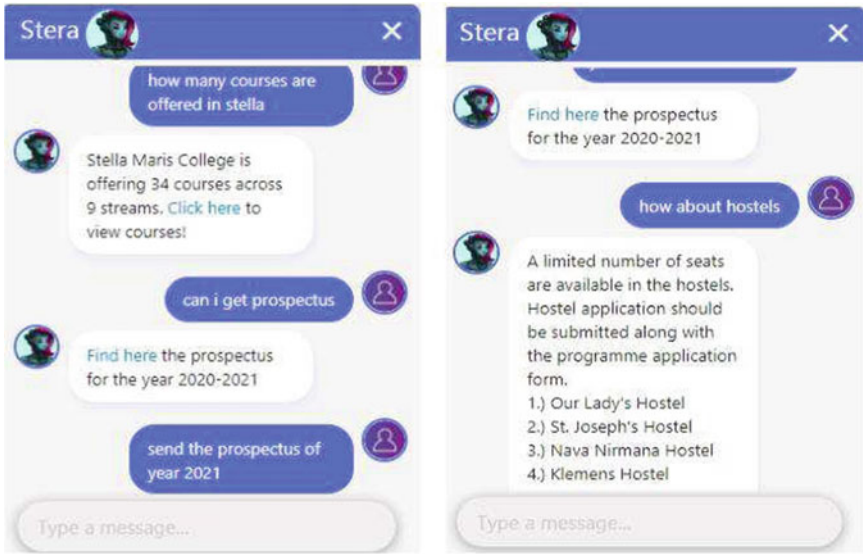 Stera
how many courses are
offered in stella
Stella Maris College is
offering 34 courses across
9 streams. Click here to
view courses!
can i get prospectus
Find here the prospectus
for the year 2020-2021
send the prospectus of
year 2021
Type a message...
Stera
Find here the prospectus
for the year 2020-2021
how about hostels
A limited number of seats
are available in the hostels.
Hostel application should
be submitted along with
the programme application
form.
1.) Our Lady's Hostel
2.) St. Joseph's Hostel
3.) Nava Nirmana Hostel
4.) Klemens Hostel
Type a message...